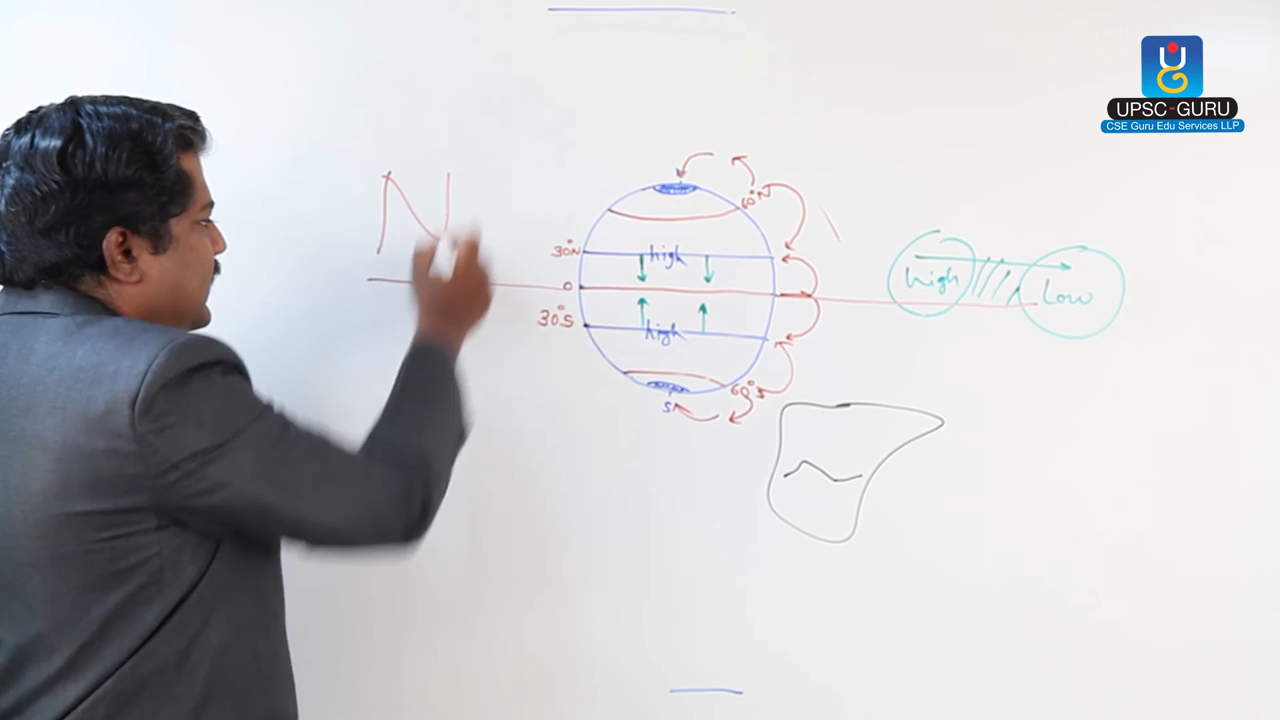 UPSC-GURU
CSE Guru Edu Services LLP
N
60°N
30°N
high
high
Low
0
30°S
high
60°S
S